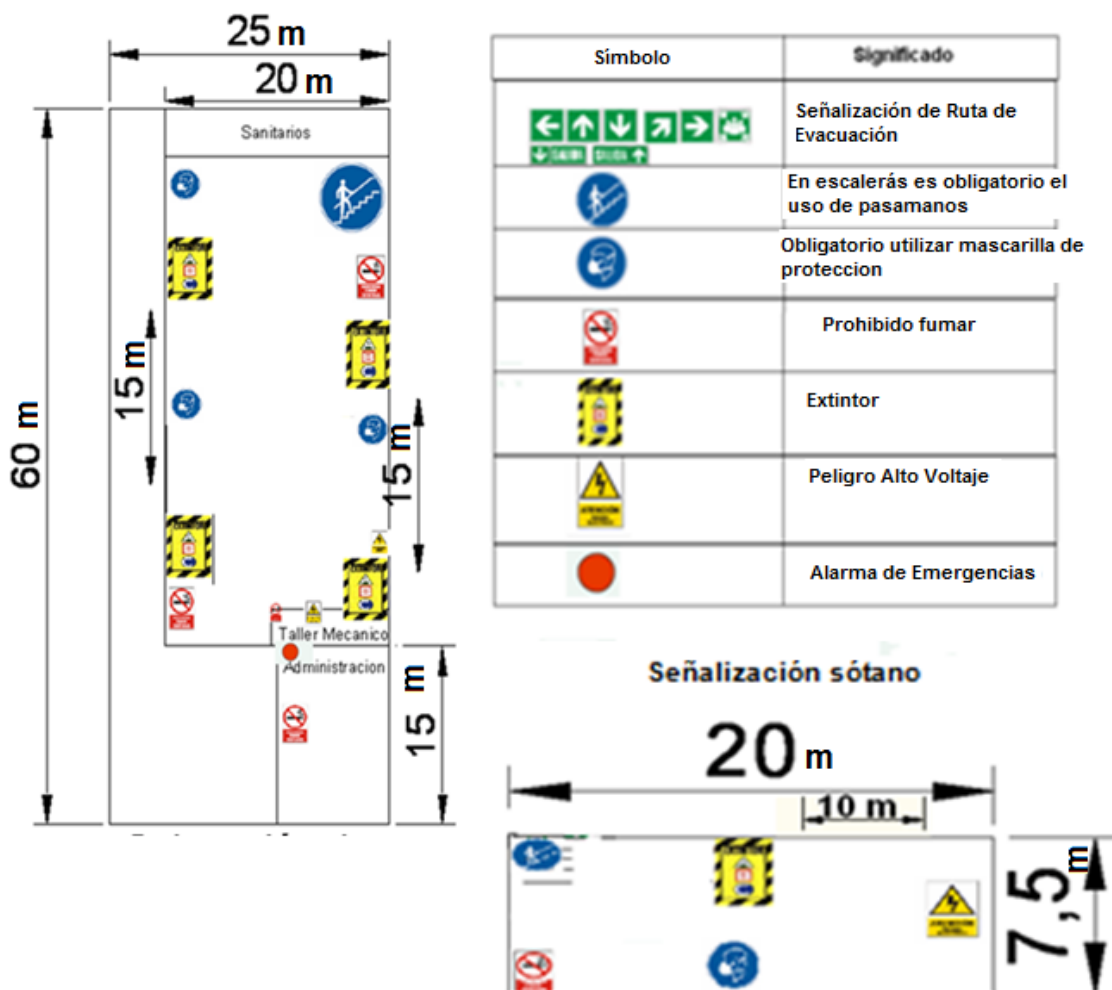 25 m
20 m
Sanitarios
15 m
60 m
15 m
Taller Mecanico
Administracion
15 m
Símbolo
Significado
Señalización de Ruta de
Evacuación
En escalerás es obligatorio el
uso de pasamanos
Obligatorio utilizar mascarilla de
proteccion
Prohibido fumar
Extintor
Peligro Alto Voltaje
Alarma de Emergencias
Señalización sótano
20 m
10 m
7,5 m